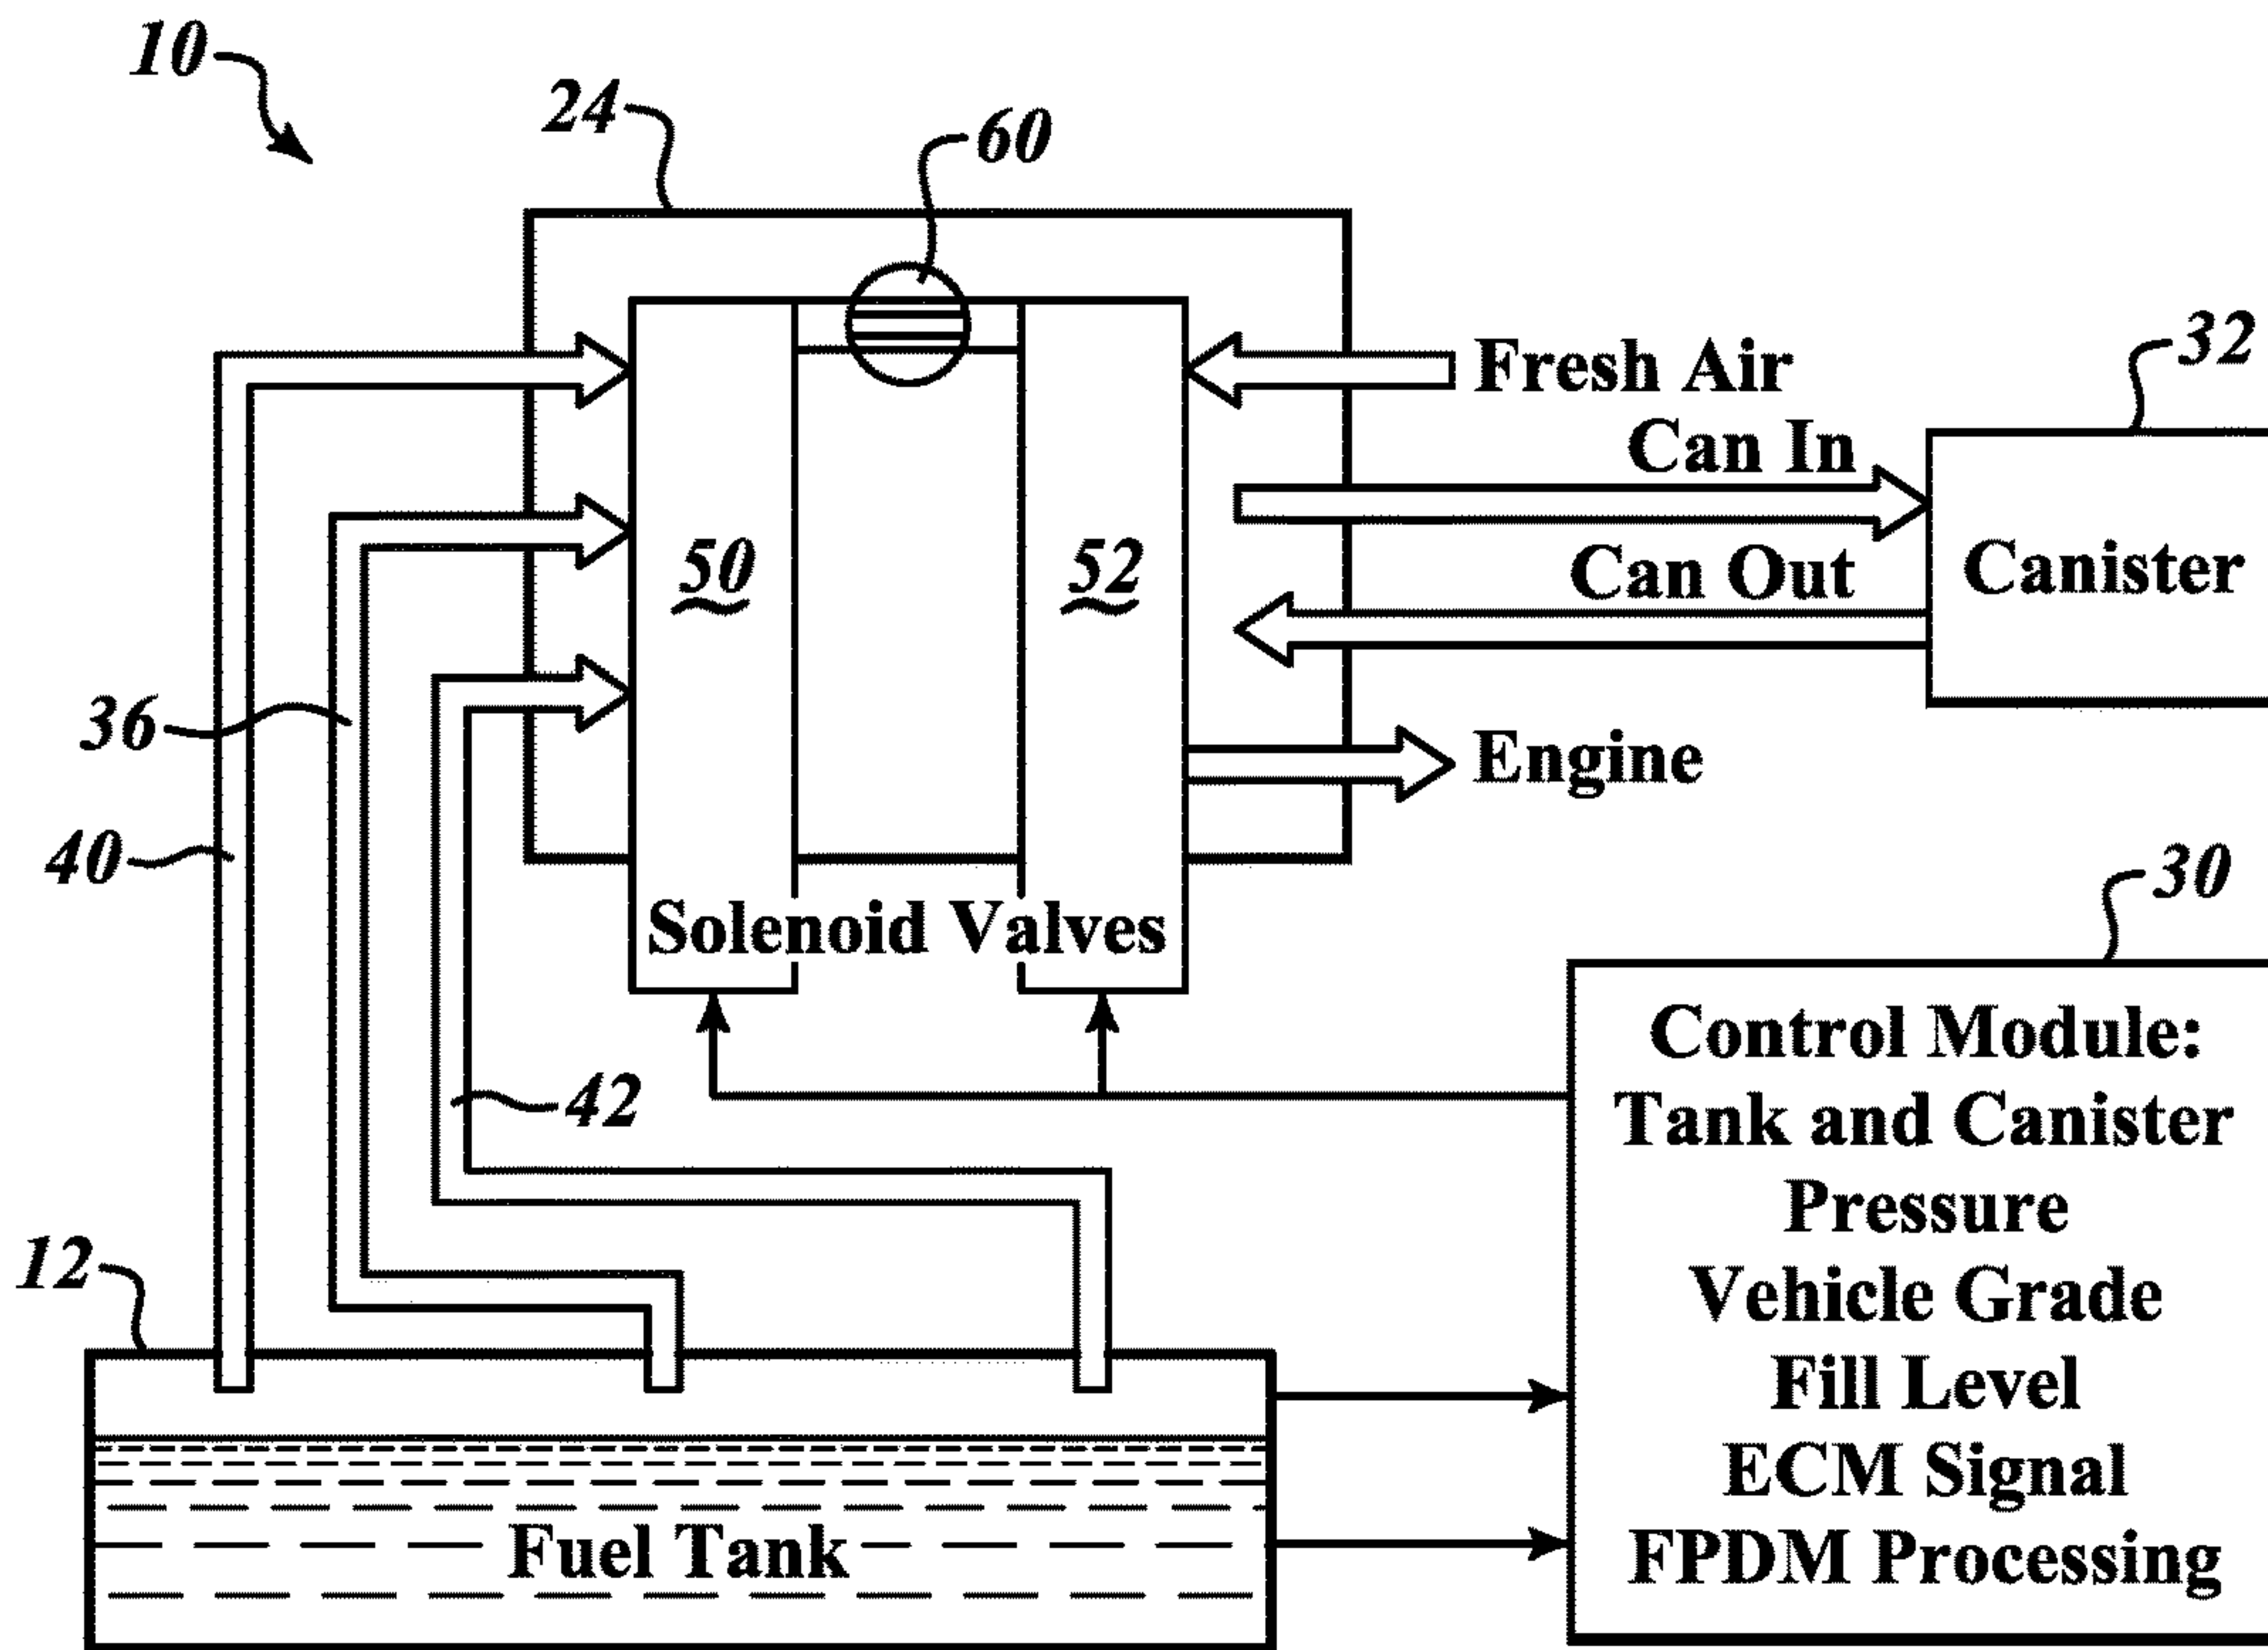 10
24
60
Fresh Air
32
Can In
Can Out
Canister
50
52
36
Engine
40
30
Solenoid Valves
Control Module:
Tank and Canister
Pressure
Vehicle Grade
Fill Level
ECM Signal
FPDM Processing
42
12
Fuel Tank